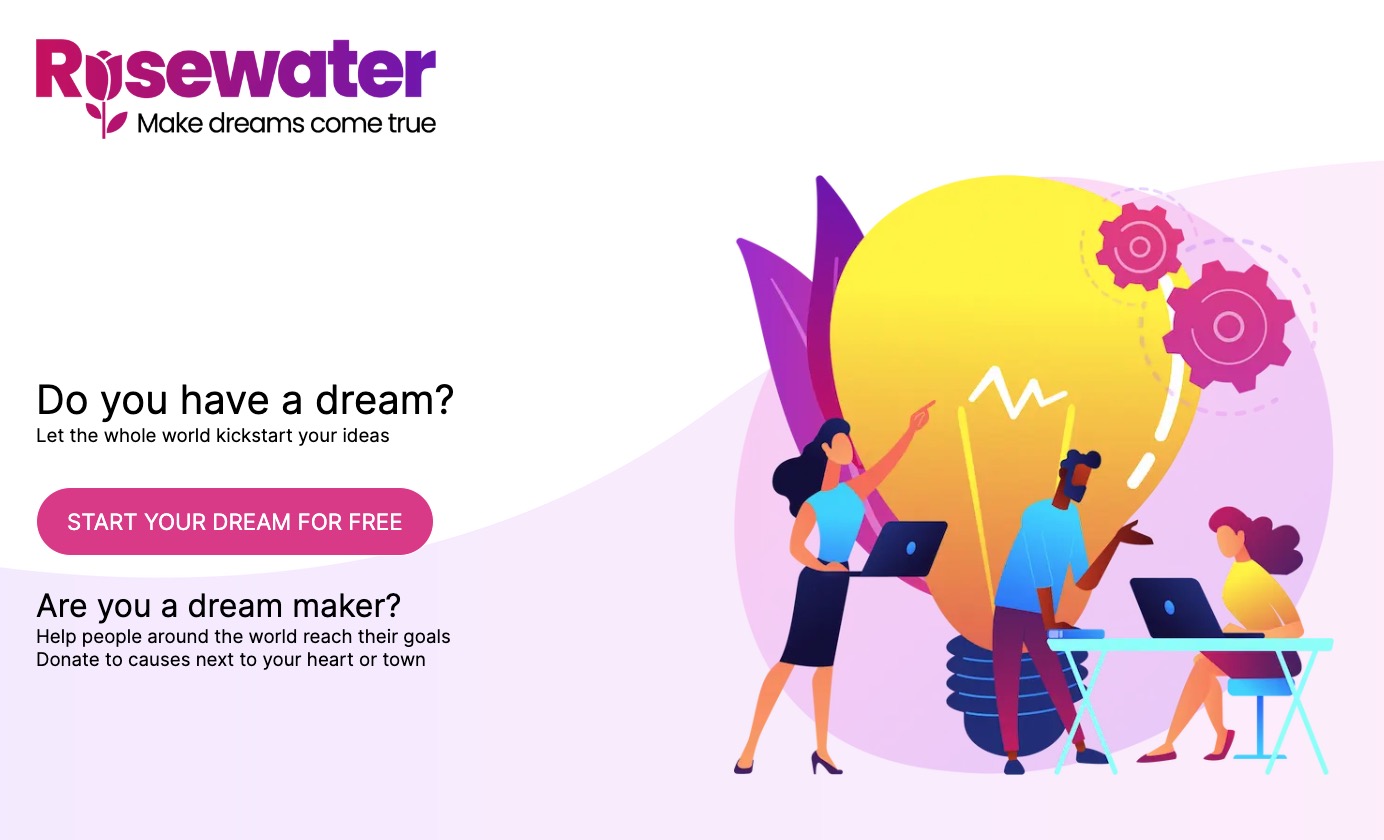 Rosewater
Make dreams come true
Do you have a dream?
Let the whole world kickstart your ideas
START YOUR DREAM FOR FREE
Are you a dream maker?
Help people around the world reach their goals
Donate to causes next to your heart or town